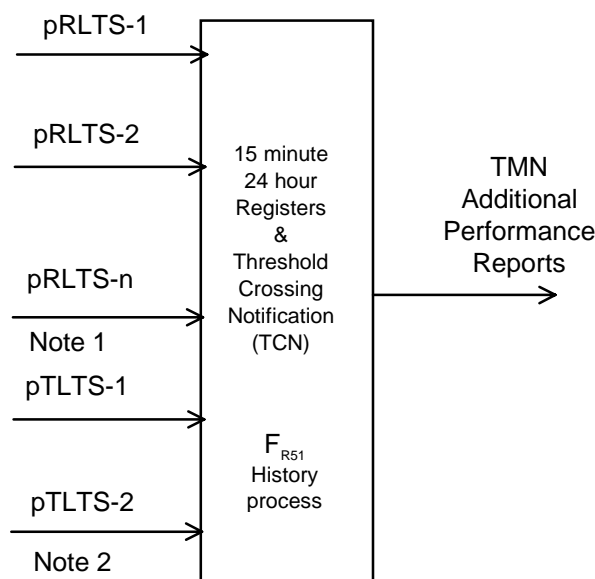 pRLTS-1
pRLTS-2
pRLTS-n
Note 1
pTLTS-1
pTLTS-2
Note 2
15 minute
24 hour
Registers
&
Threshold
Crossing
Notification
(TCN)
F R51
History
process
TMN
Additional
Performance
Reports